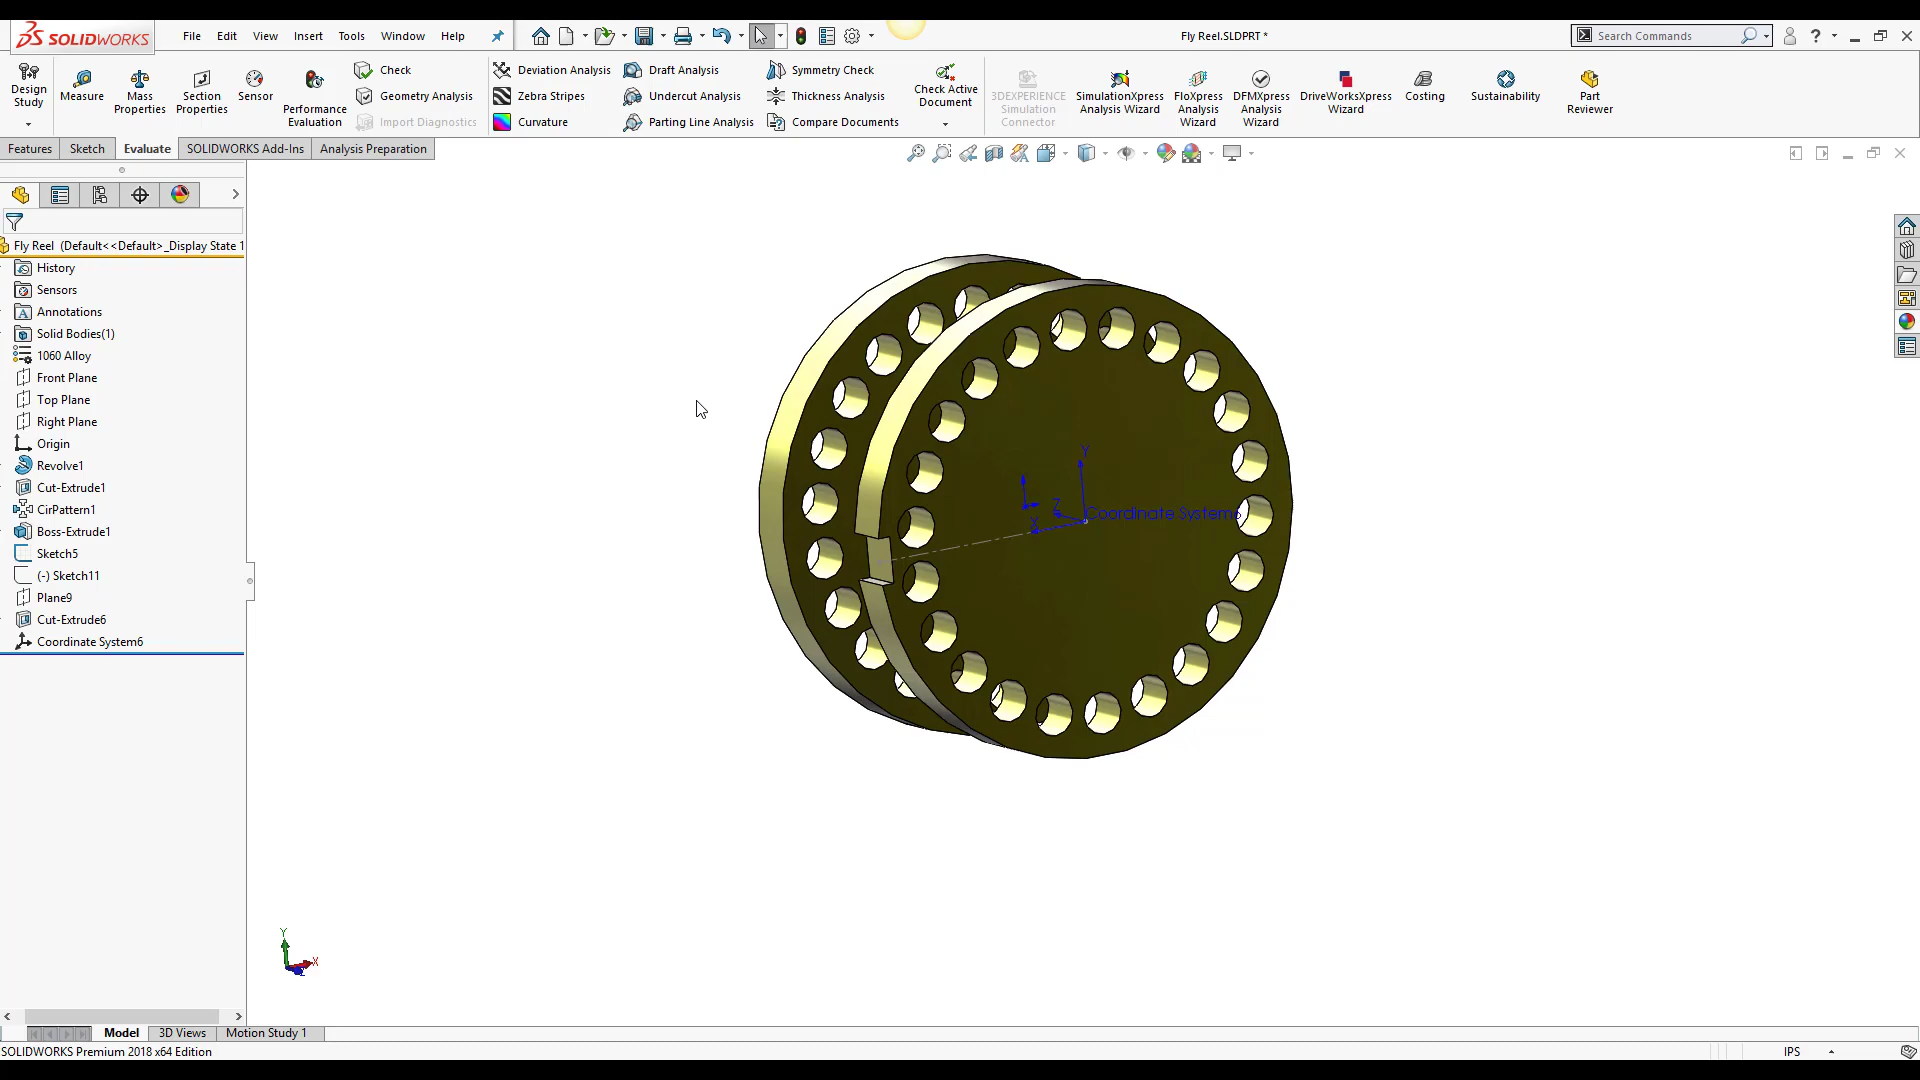 SOLIDWORKS
File Edit View Insert Tools Window Help
Fly Reel.SLDPRT *
Search Commands
Design Study
Measure
Mass Properties
Section Properties
Sensor
Performance Evaluation
Check
Geometry Analysis
Import Diagnostics
Deviation Analysis
Zebra Stripes
Curvature
Draft Analysis
Undercut Analysis
Parting Line Analysis
Symmetry Check
Thickness Analysis
Compare Documents
Check Active Document
3DEXPERIENCE Simulation Connector
SimulationXpress Analysis Wizard
FloXpress Analysis Wizard
DFMXpress Analysis Wizard
DriveWorksXpress Wizard
Costing
Sustainability
Part Reviewer
Features Sketch Evaluate SOLIDWORKS Add-Ins Analysis Preparation
Fly Reel (Default<<Default>_Display State 1
History
Sensors
Annotations
Solid Bodies(1)
1060 Alloy
Front Plane
Top Plane
Right Plane
Origin
Revolve1
Cut-Extrude1
CirPattern1
Boss-Extrude1
Sketch5
(-) Sketch11
Plane9
Cut-Extrude6
Coordinate System6
Y
Z
X
Coordinate System6
Y
X
Model 3D Views Motion Study 1
SOLIDWORKS Premium 2018 x64 Edition
IPS